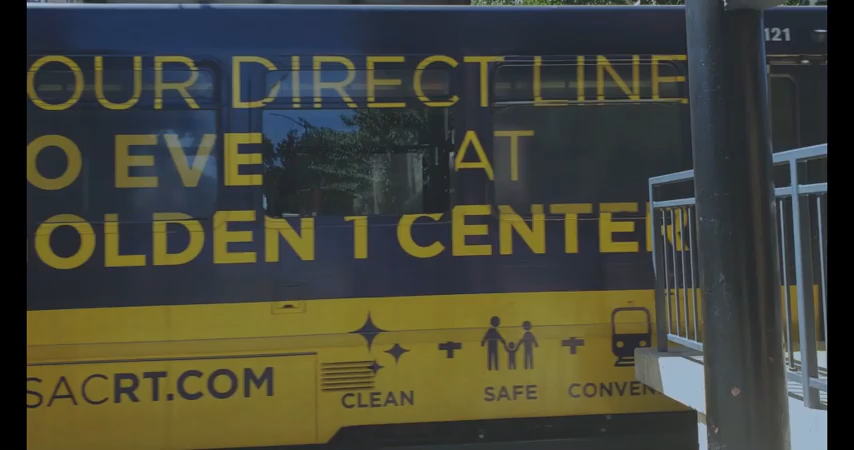 121
OUR DIRECT LINE
O EVE AT
OLDEN 1 CENTER
SACRT.COM
CLEAN + SAFE + CONVEN